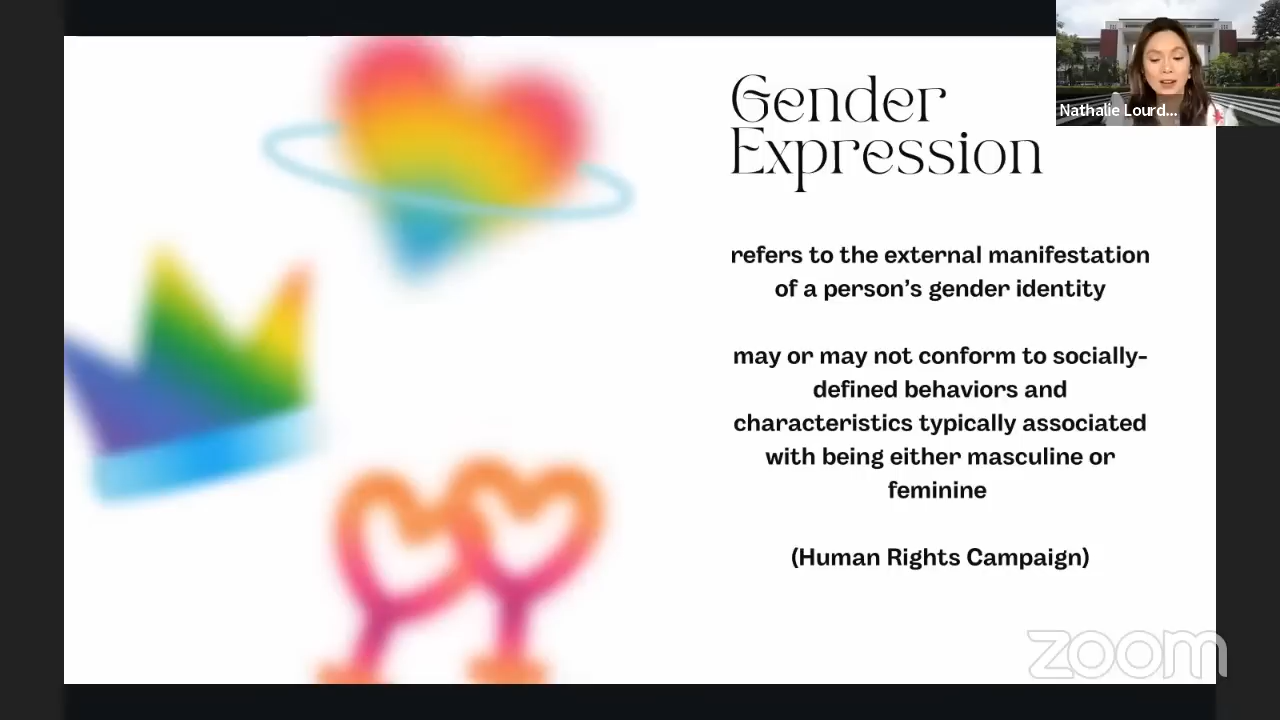 Gender
Expression
Nathalie Lourd...
refers to the external manifestation
of a person's gender identity
may or may not conform to socially-
defined behaviors and
characteristics typically associated
with being either masculine or
feminine
(Human Rights Campaign)
zoom